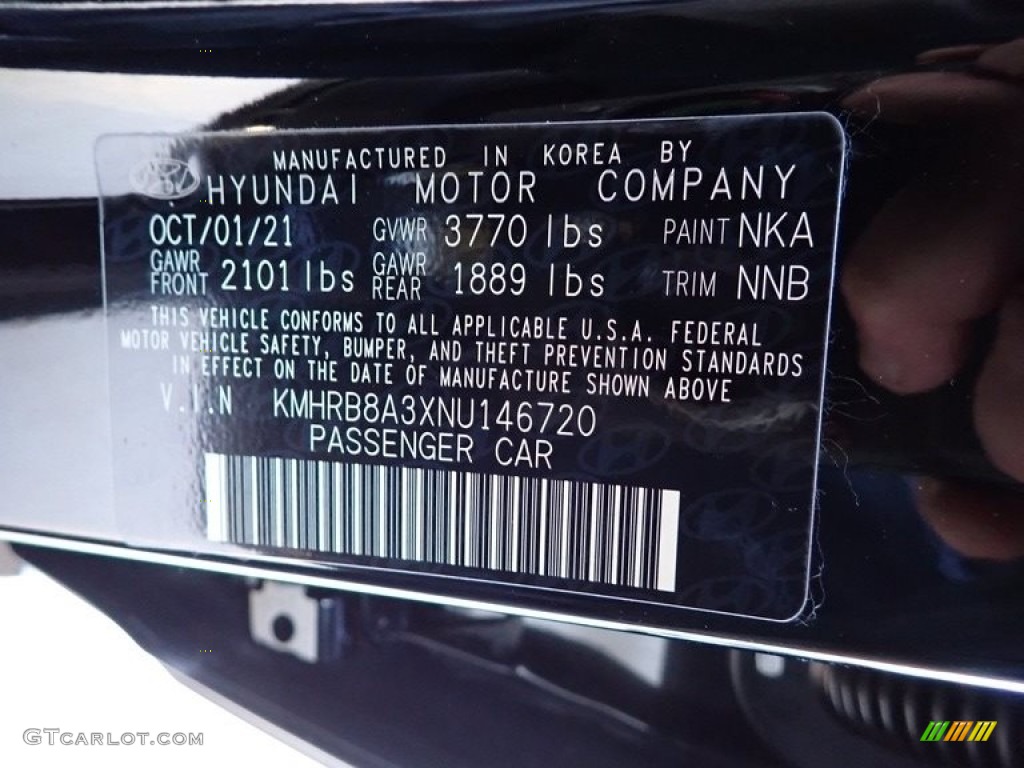 MANUFACTURED IN KOREA BY
HYUNDAI MOTOR COMPANY
OCT/01/21 GVWR 3770 lbs PAINT NKA
GAWR FRONT 2101 lbs GAWR REAR 1889 lbs TRIM NNB
THIS VEHICLE CONFORMS TO ALL APPLICABLE U.S.A. FEDERAL
MOTOR VEHICLE SAFETY, BUMPER, AND THEFT PREVENTION STANDARDS
IN EFFECT ON THE DATE OF MANUFACTURE SHOWN ABOVE
V.I.N KMHRB8A3XNU146720
PASSENGER CAR
GTCARLOT.COM